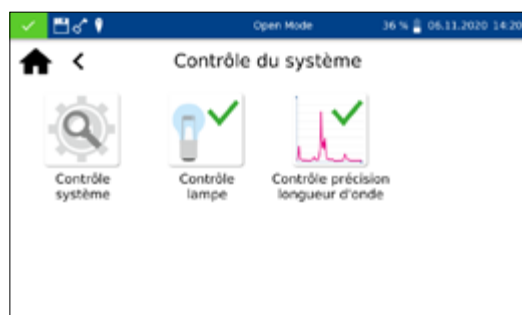 Open Mode 36 % 06.11.2020 14:20
Contrôle du système
Contrôle
système
Contrôle
lampe
Contrôle précision
longueur d'onde